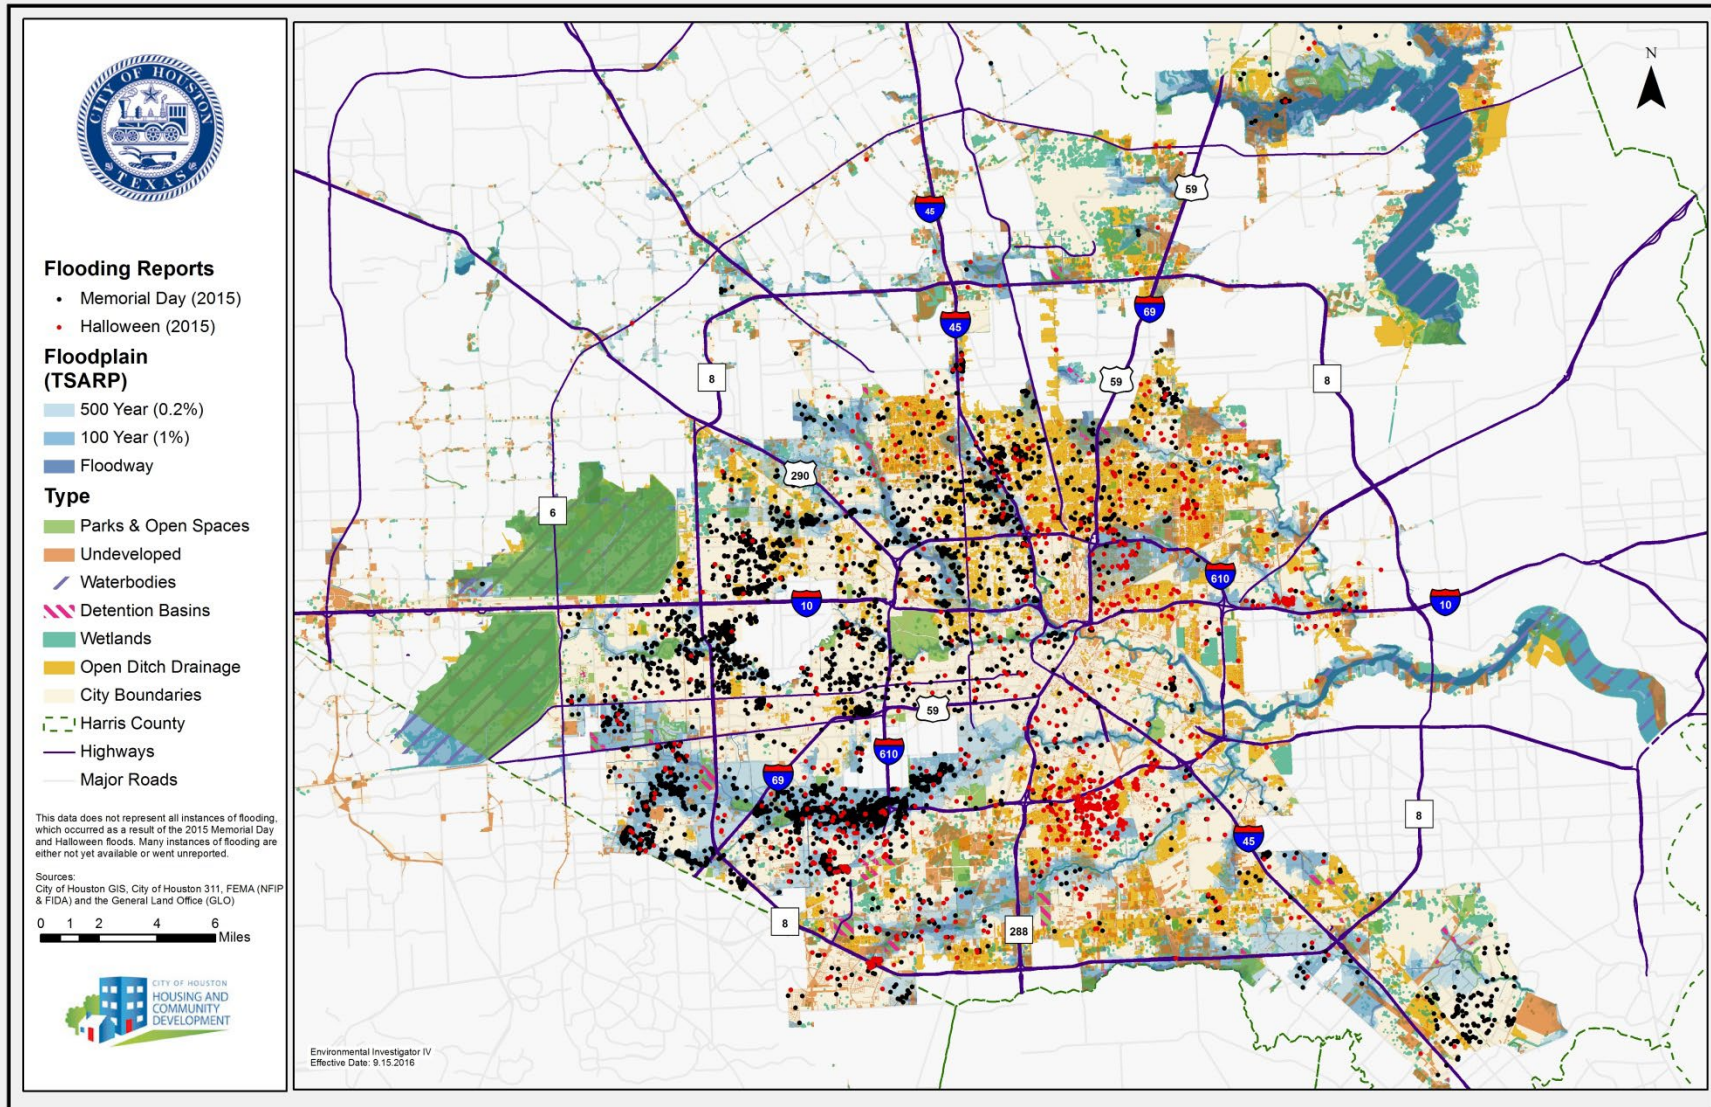 CITY OF HOUSTON
TEXAS
Flooding Reports
Memorial Day (2015)
Halloween (2015)
Floodplain
(TSARP)
500 Year (0.2%)
100 Year (1%)
Floodway
Type
Parks & Open Spaces
Undeveloped
Waterbodies
Detention Basins
Wetlands
Open Ditch Drainage
City Boundaries
Harris County
Highways
Major Roads
This data does not represent all instances of flooding,
which occurred as a result of the 2015 Memorial Day
and Halloween floods. Many instances of flooding are
either not yet available or went unreported.
Sources:
City of Houston GIS, City of Houston 311, FEMA (NFIP
& FIDA) and the General Land Office (GLO)
0 1 2 4 6
Miles
CITY OF HOUSTON
HOUSING AND
COMMUNITY
DEVELOPMENT
N
59
45
69
45
8
59
8
290
6
610
10
10
59
610
69
8
45
8
288
Environmental Investigator IV
Effective Date: 9.15.2016